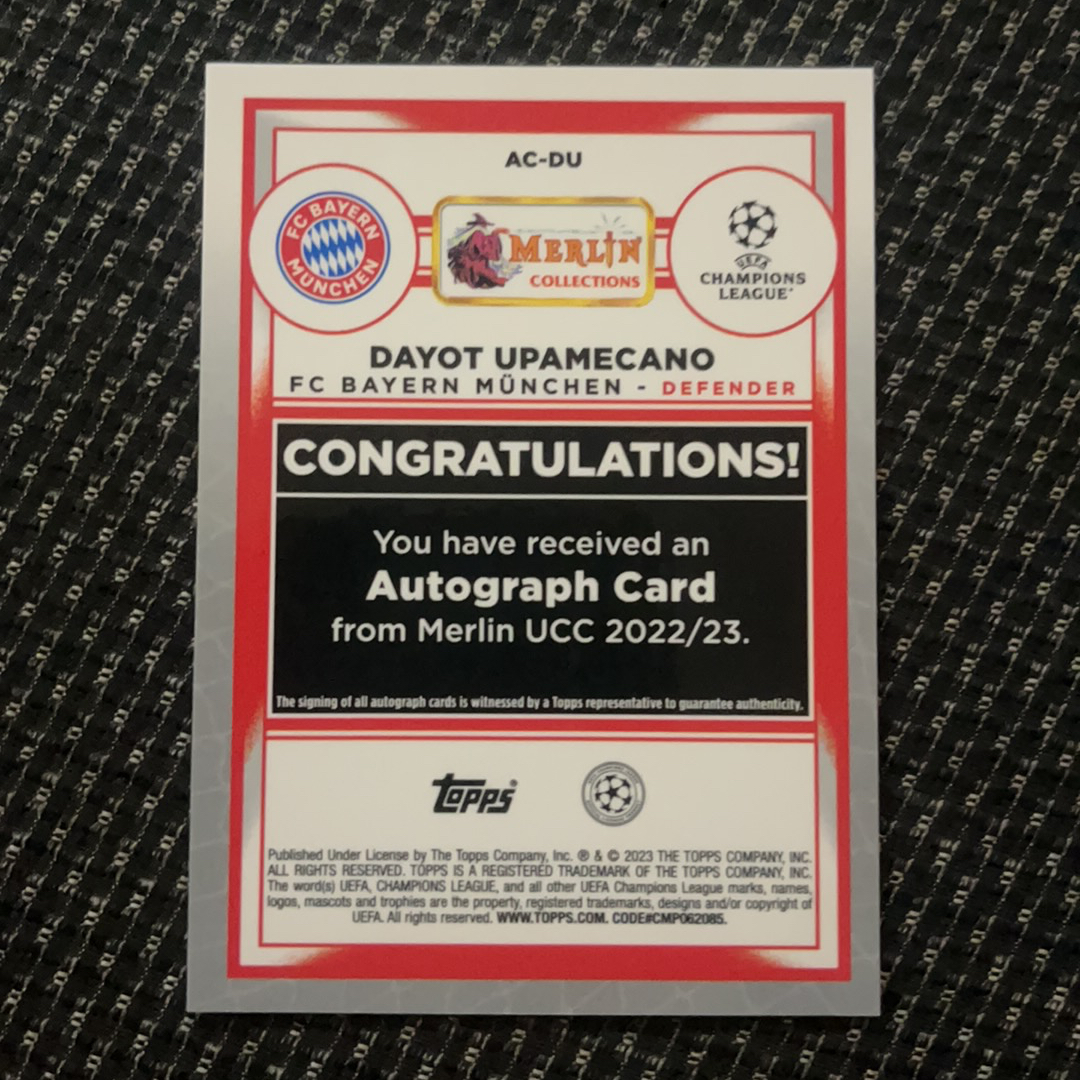 AC-DU
FC BAYERN
MÜNCHEN
MERLIN
COLLECTIONS
UEFA
CHAMPIONS
LEAGUE®
DAYOT UPAMECANO
FC BAYERN MÜNCHEN - DEFENDER
CONGRATULATIONS!
You have received an
Autograph Card
from Merlin UCC 2022/23.
The signing of all autograph cards is witnessed by a Topps representative to guarantee authenticity.
topps®
Published Under License by The Topps Company, Inc. ® & © 2023 THE TOPPS COMPANY, INC.
ALL RIGHTS RESERVED. TOPPS IS A REGISTERED TRADEMARK OF THE TOPPS COMPANY, INC.
The word(s) UEFA, CHAMPIONS LEAGUE, and all other UEFA Champions League marks, names,
logos, mascots and trophies are the property, registered trademarks, designs and/or copyright of
UEFA. All rights reserved. WWW.TOPPS.COM. CODE#CMP062085.